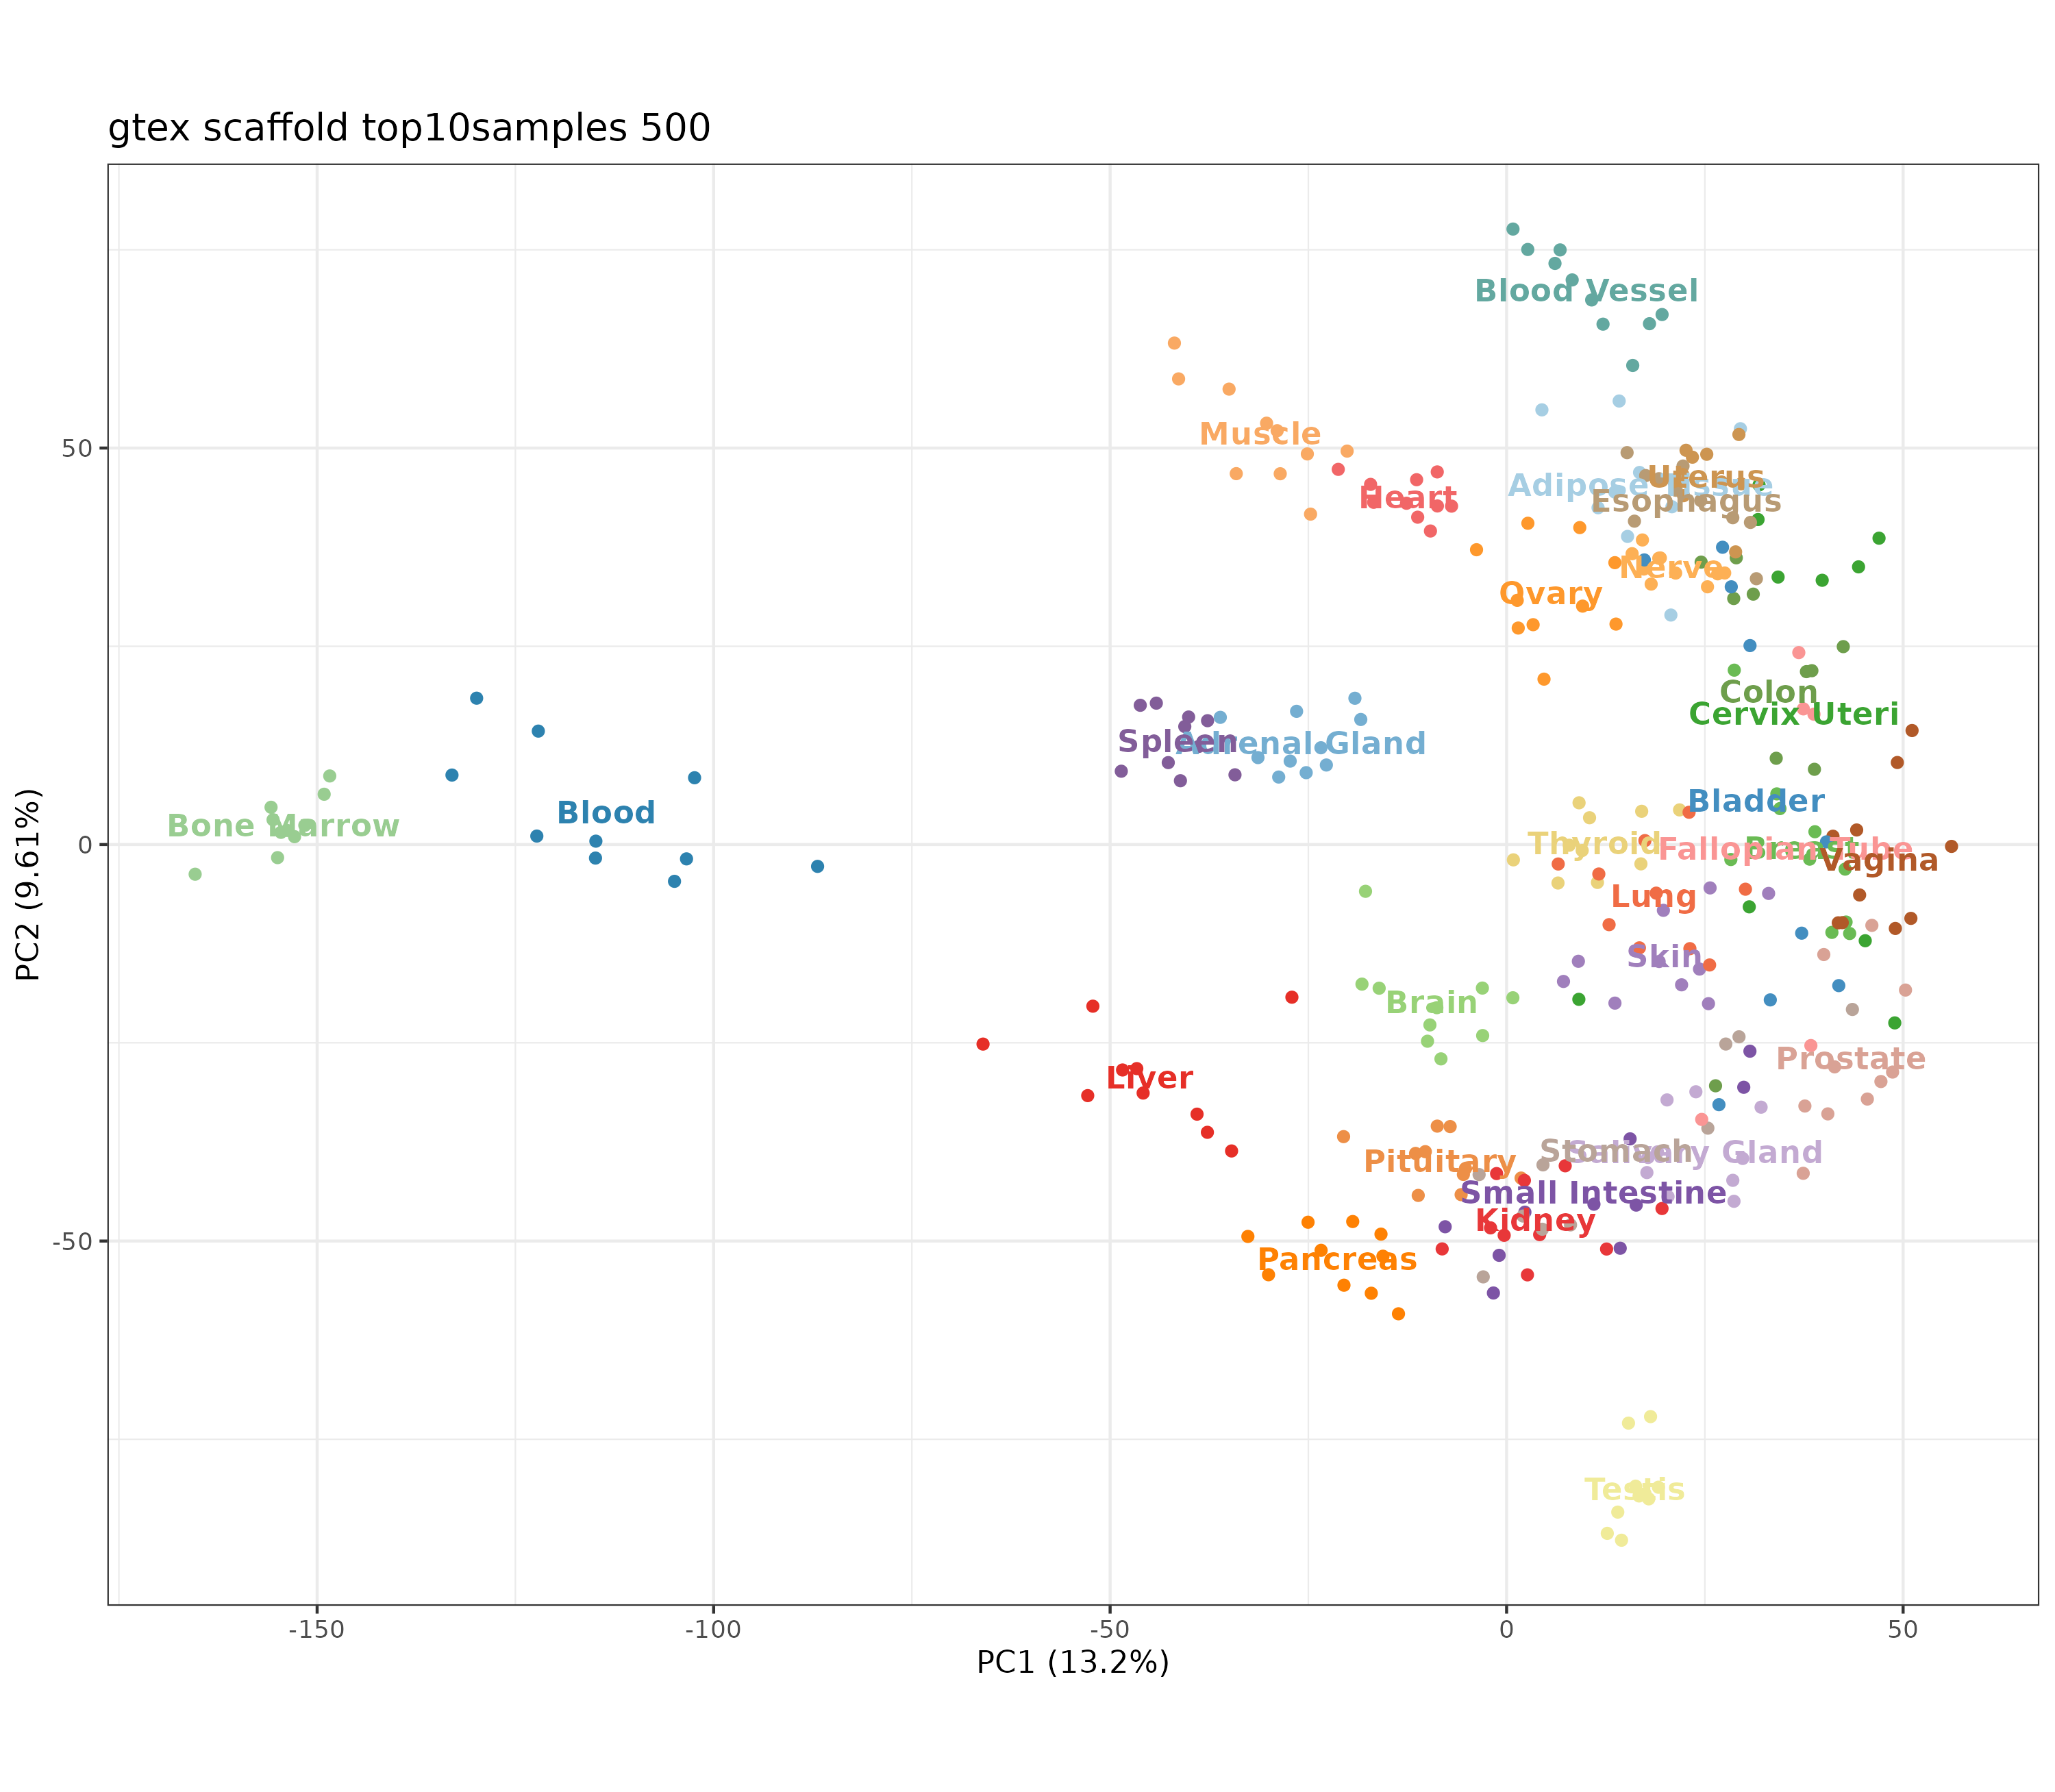 gtex scaffold top10samples 500
Blood Vessel
Muscle
Uterus
Adipose Tissue
Heart
Esophagus
Nerve
Ovary
Colon
Cervix Uteri
Spleen
Adrenal Gland
Bladder
Blood
Bone Marrow
Thyroid
Fallopian Tube
Breast
Vagina
Lung
Skin
Brain
Prostate
Liver
Stomach
Salivary Gland
Pituitary
Small Intestine
Kidney
Pancreas
Testis
50
0
-50
PC2 (9.61%)
-150
-100
-50
0
50
PC1 (13.2%)